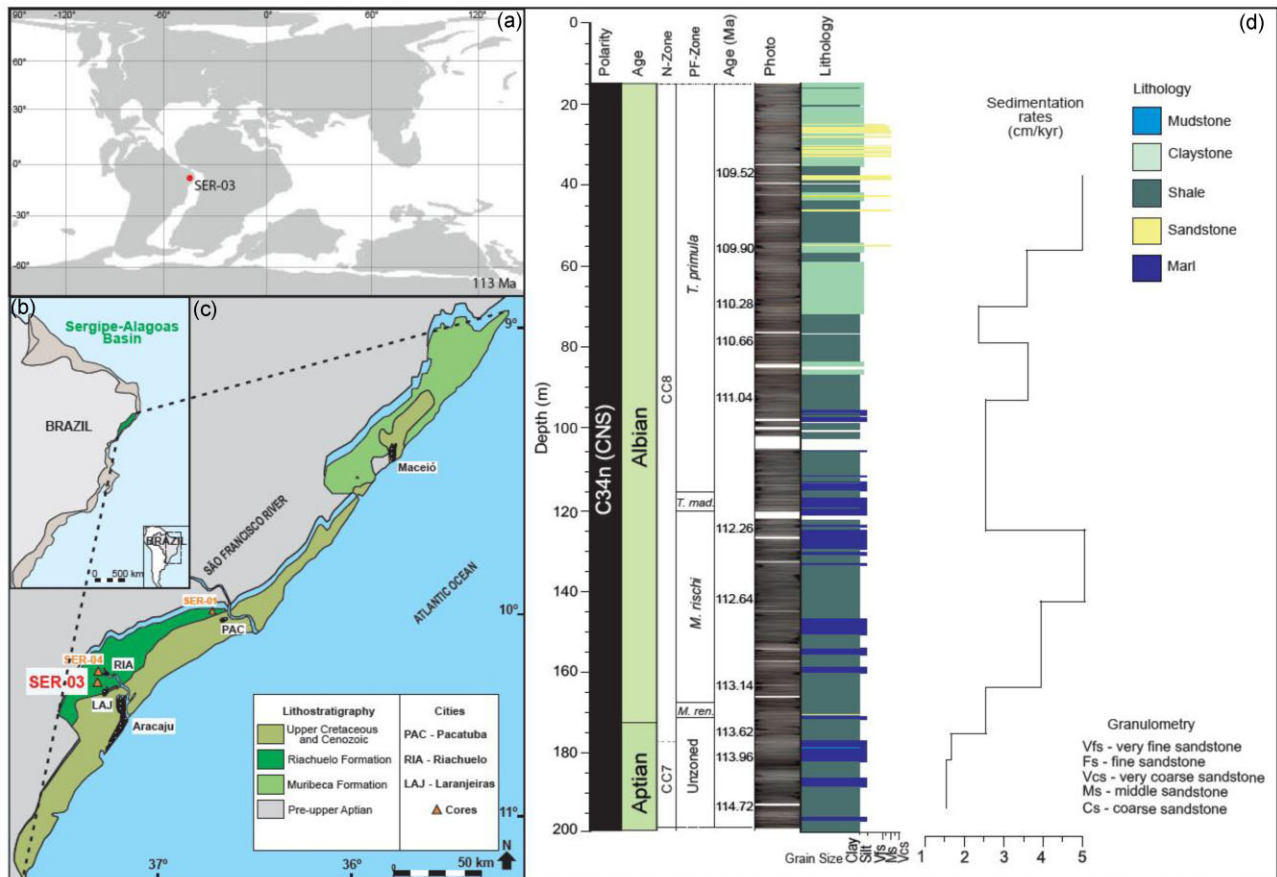 90°
-120°
-60°
0°
60°
120°
(a)
60°
30°
0°
SER-03
-30°
-60°
113 Ma
(b)
Sergipe-Alagoas
Basin
BRAZIL
BRAZIL
0 500 km
(c)
9°
Maceió
SÃO FRANCISCO RIVER
ATLANTIC OCEAN
SER-01
10°
PAC
SER-04
RIA
SER-03
LAJ
Aracaju
11°
37°
36°
N
0 50 km
Lithostratigraphy
Upper Cretaceous
and Cenozoic
Riachuelo Formation
Muribeca Formation
Pre-upper Aptian
Cities
PAC - Pacatuba
RIA - Riachuelo
LAJ - Laranjeiras
Cores
(d)
Polarity
Age
N-Zone
PF-Zone
Age (Ma)
Photo
Lithology
Depth (m)
0
20
40
60
80
100
120
140
160
180
200
C34n (CNS)
Albian
Aptian
CC8
CC7
T. primula
T. mad.
M. rischi
M. ren.
Unzoned
109.52
109.90
110.28
110.66
111.04
112.26
112.64
113.14
113.62
113.96
114.72
Grain Size
Clay
Silt
Vfs
Ms
Vcs
Sedimentation
rates
(cm/kyr)
1 2 3 4 5
Lithology
Mudstone
Claystone
Shale
Sandstone
Marl
Granulometry
Vfs - very fine sandstone
Fs - fine sandstone
Vcs - very coarse sandstone
Ms - middle sandstone
Cs - coarse sandstone